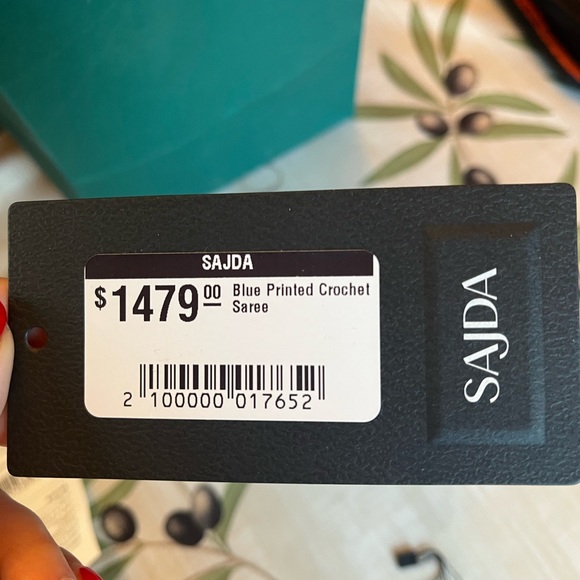 SAJDA
$1479.00 Blue Printed Crochet
Saree
2 100000 017652
SAJDA